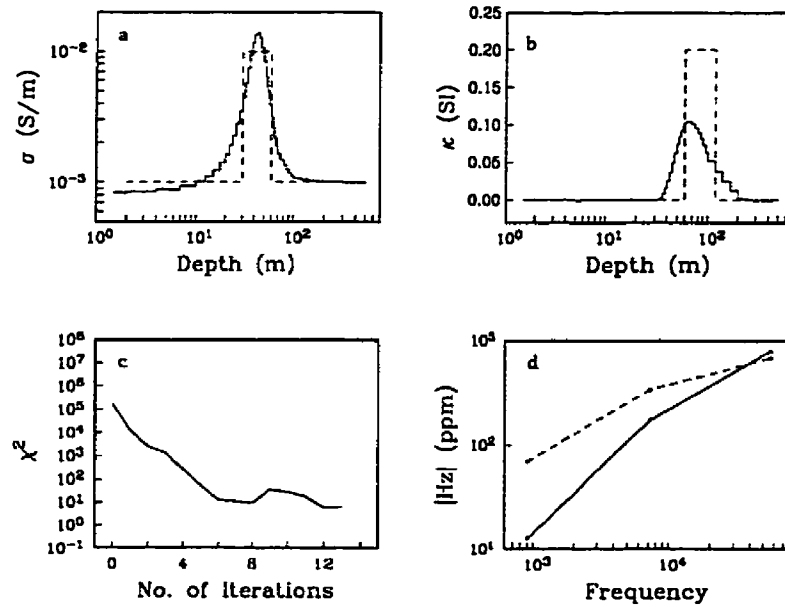 a
σ (S/m)
10⁻²
10⁻³
10⁰ 10¹ 10²
Depth (m)
b
κ (SI)
0.25
0.20
0.15
0.10
0.05
0.00
10⁰ 10¹ 10²
Depth (m)
c
χ²
10⁸
10⁷
10⁶
10⁵
10⁴
10³
10²
10¹
10⁰
10⁻¹
0 4 8 12
No. of Iterations
d
|Hz| (ppm)
10³
10²
10¹
10³ 10⁴
Frequency